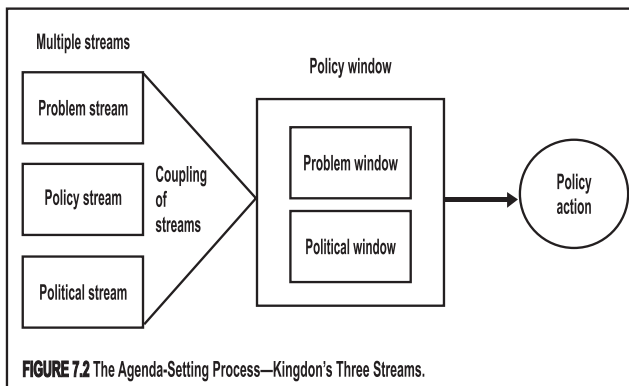 Multiple streams
Problem stream
Policy stream
Political stream
Coupling
of
streams
Policy window
Problem window
Political window
Policy
action
FIGURE 7.2 The Agenda-Setting Process—Kingdon's Three Streams.